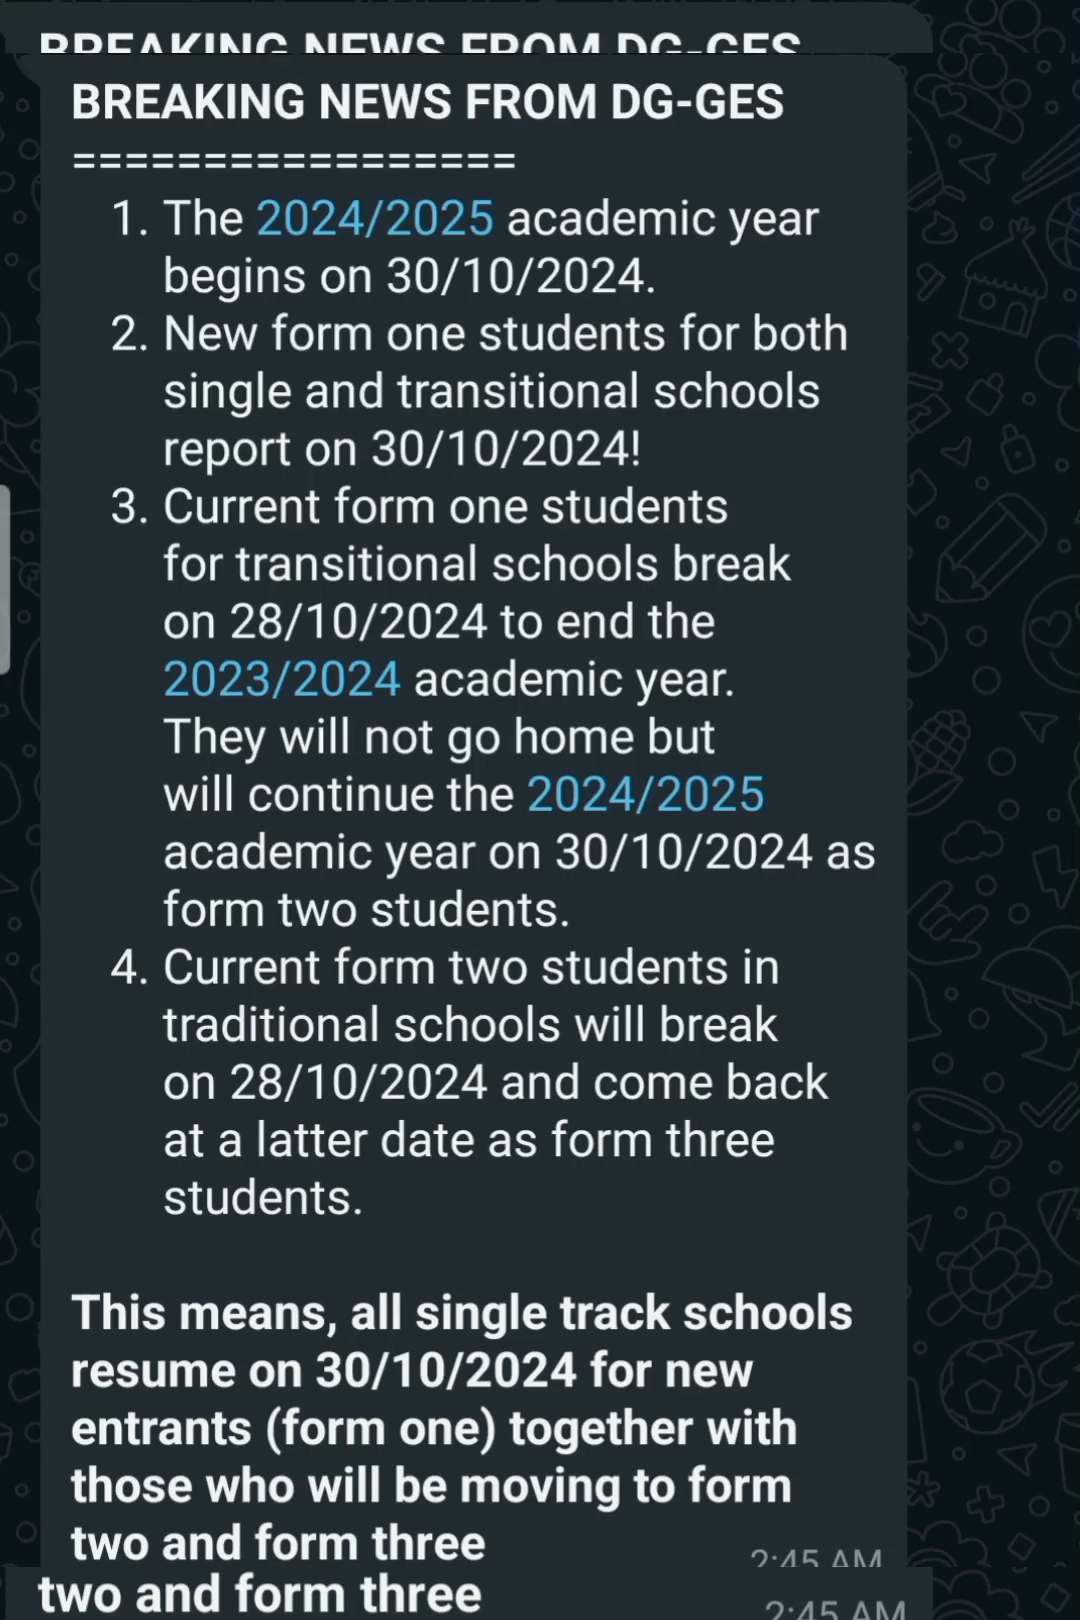 BREAKING NEWS FROM DG-GES
BREAKING NEWS FROM DG-GES
=================
1. The 2024/2025 academic year
begins on 30/10/2024.
2. New form one students for both
single and transitional schools
report on 30/10/2024!
3. Current form one students
for transitional schools break
on 28/10/2024 to end the
2023/2024 academic year.
They will not go home but
will continue the 2024/2025
academic year on 30/10/2024 as
form two students.
4. Current form two students in
traditional schools will break
on 28/10/2024 and come back
at a latter date as form three
students.
This means, all single track schools
resume on 30/10/2024 for new
entrants (form one) together with
those who will be moving to form
two and form three
2:45 AM
two and form three
2:45 AM